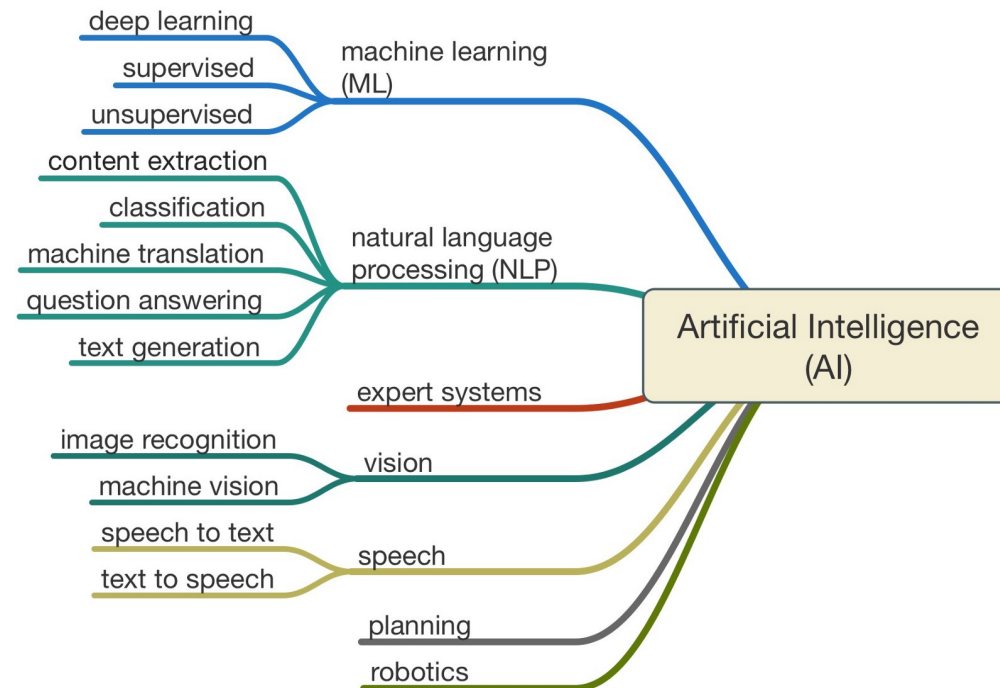 deep learning
supervised
unsupervised
machine learning
(ML)
content extraction
classification
machine translation
question answering
text generation
natural language
processing (NLP)
expert systems
image recognition
machine vision
vision
speech to text
text to speech
speech
planning
robotics
Artificial Intelligence
(AI)